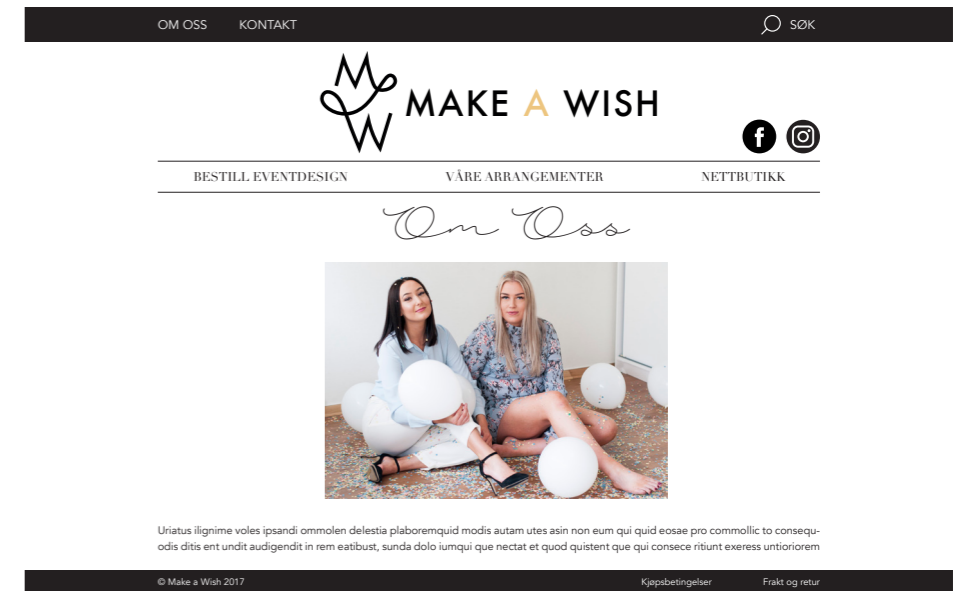 OM OSS KONTAKT SØK
MW MAKE A WISH
f
BESTILL EVENTDESIGN VÅRE ARRANGEMENTER NETTBUTIKK
Om Oss
Uriatus ilignime voles ipsandi ommolen delestia plaboremquid modis autam utes asin non eum qui quid eosae pro commollic to consequ-
odis ditis ent undit audigendit in rem eatibust, sunda dolo iumqui que nectat et quod quistent que qui consece ritiunt exeress untioriorem
© Make a Wish 2017 Kjøpsbetingelser Frakt og retur